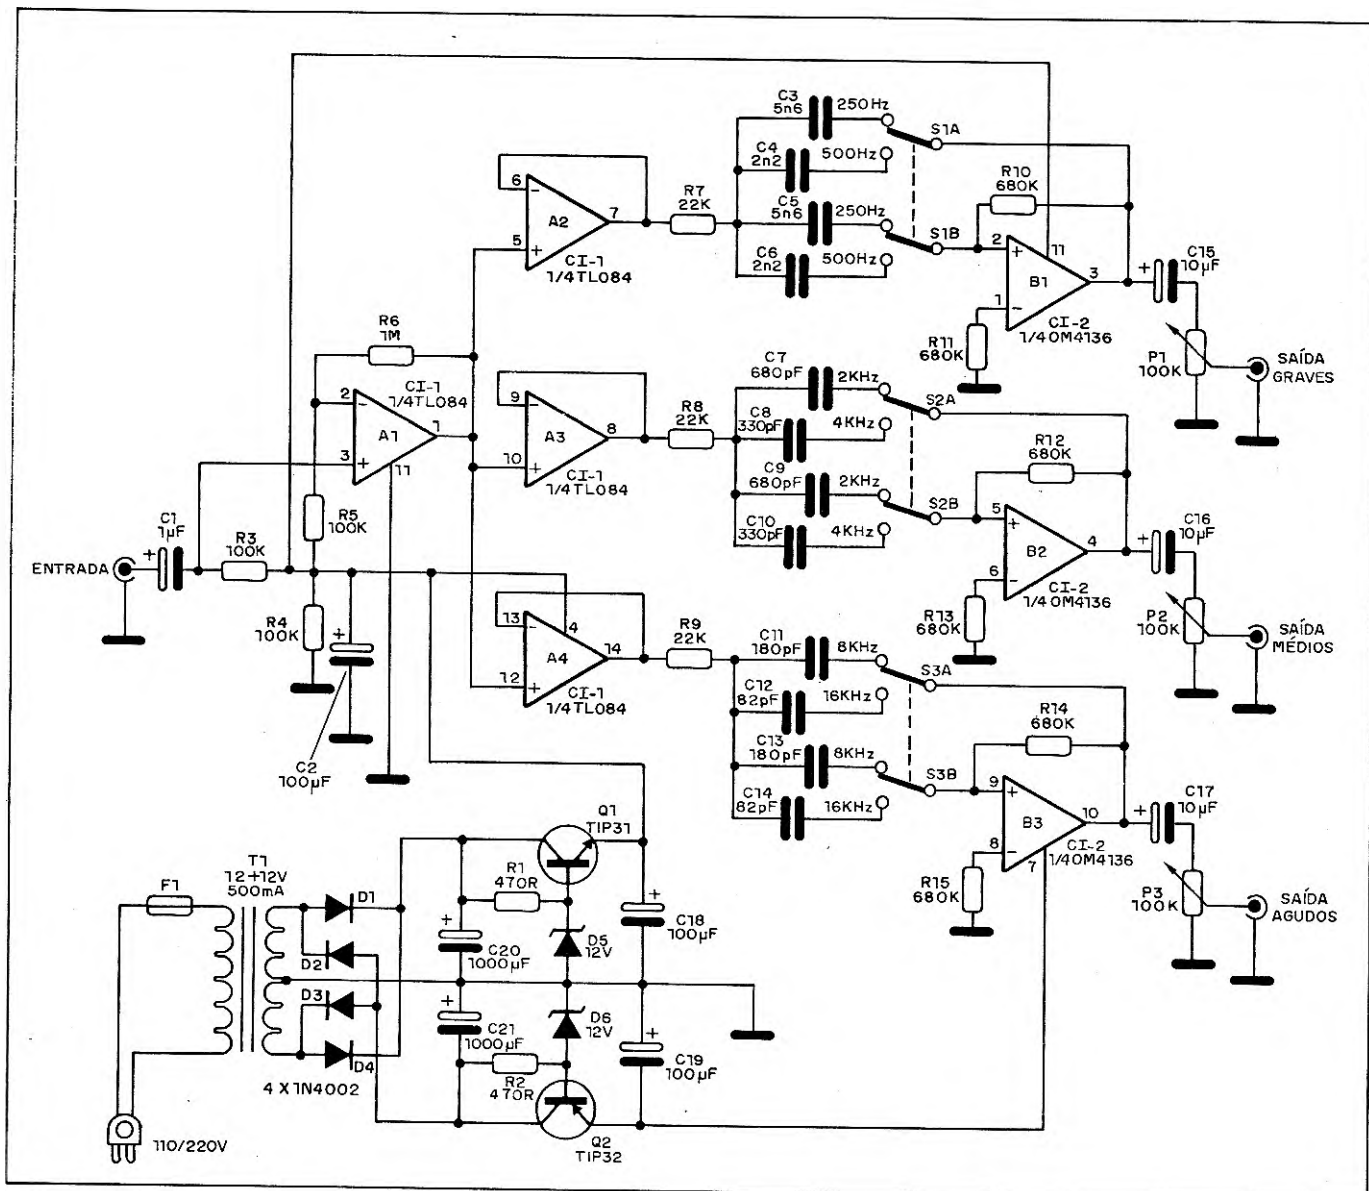 C3
5n6
250Hz
S1A
C4
2n2
500Hz
R10
680K
C5
5n6
250Hz
S1B
C6
2n2
500Hz
6
-
A2
7
5
+
CI-1
1/4TL084
R7
22K
2
+
11
B1
3
1
-
CI-2
1/4OM4136
R11
680K
+
C15
10µF
P1
100K
SAÍDA
GRAVES
R6
1M
2
-
CI-1
1/4TL084
A1
1
3
+
11
9
-
A3
8
10
+
CI-1
1/4TL084
R8
22K
C7
680pF
2KHz
S2A
C8
330pF
4KHz
C9
680pF
2KHz
S2B
C10
330pF
4KHz
R12
680K
5
+
B2
4
6
-
CI-2
1/4OM4136
R13
680K
+
C16
10µF
P2
100K
SAÍDA
MÉDIOS
ENTRADA
C1
1µF
+
R3
100K
R5
100K
R4
100K
+
C2
100µF
13
-
4
A4
14
12
+
CI-1
1/4TL084
R9
22K
C11
180pF
8KHz
S3A
C12
82pF
16KHz
C13
180pF
8KHz
S3B
C14
82pF
16KHz
R14
680K
9
+
B3
10
8
-
7
CI-2
1/4OM4136
R15
680K
+
C17
10µF
P3
100K
SAÍDA
AGUDOS
F1
T1
12+12V
500mA
D1
D2
D3
D4
4X1N4002
110/220V
Q1
TIP31
R1
470R
+
C20
1000µF
D5
12V
+
C18
100µF
+
C21
1000µF
D6
12V
R2
470R
+
C19
100µF
Q2
TIP32